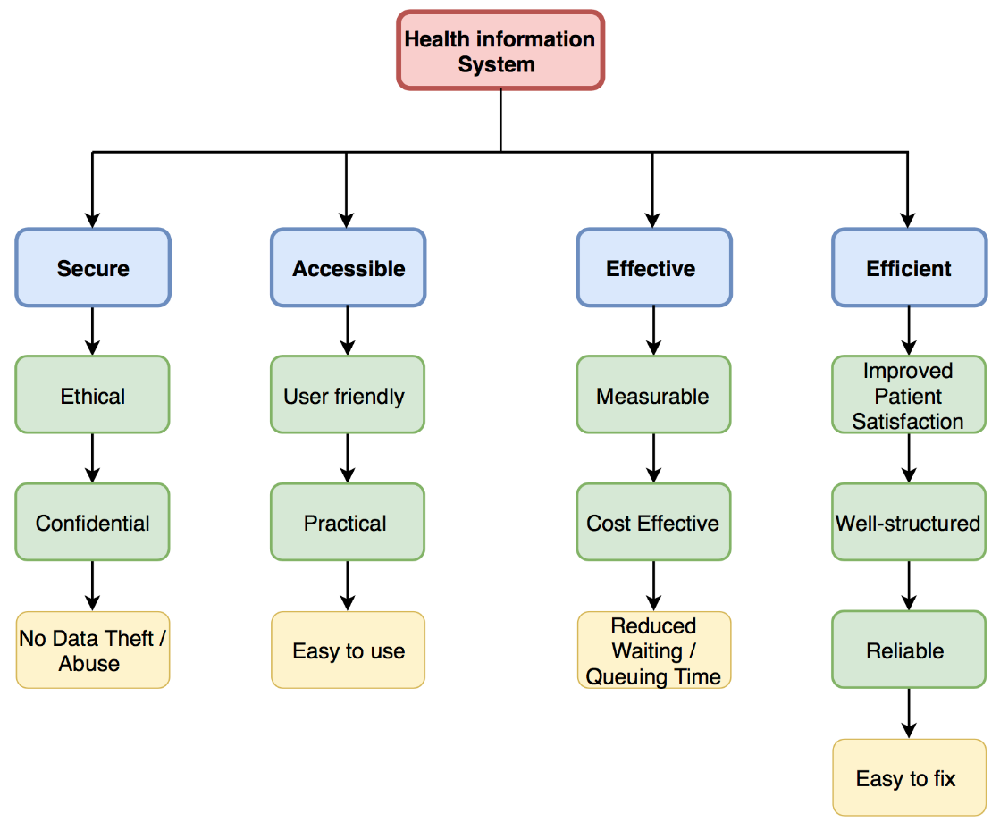 Health information
System
Secure
Accessible
Effective
Efficient
Ethical
User friendly
Measurable
Improved
Patient
Satisfaction
Confidential
Practical
Cost Effective
Well-structured
No Data Theft /
Abuse
Easy to use
Reduced
Waiting /
Queuing Time
Reliable
Easy to fix